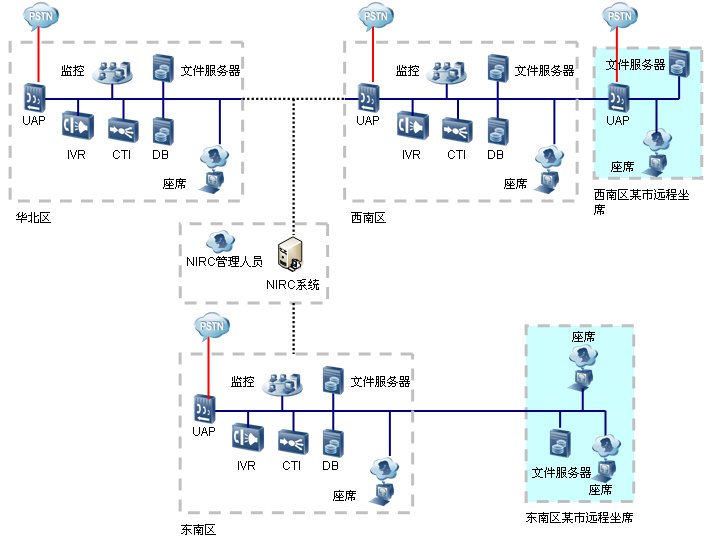 PSTN
监控
文件服务器
UAP
IVR
CTI
DB
座席
华北区
PSTN
监控
文件服务器
UAP
IVR
CTI
DB
座席
西南区
PSTN
文件服务器
UAP
座席
西南区某市远程坐
席
NIRC管理人员
NIRC系统
PSTN
监控
文件服务器
UAP
IVR
CTI
DB
座席
东南区
座席
文件服务器
座席
东南区某市远程坐席